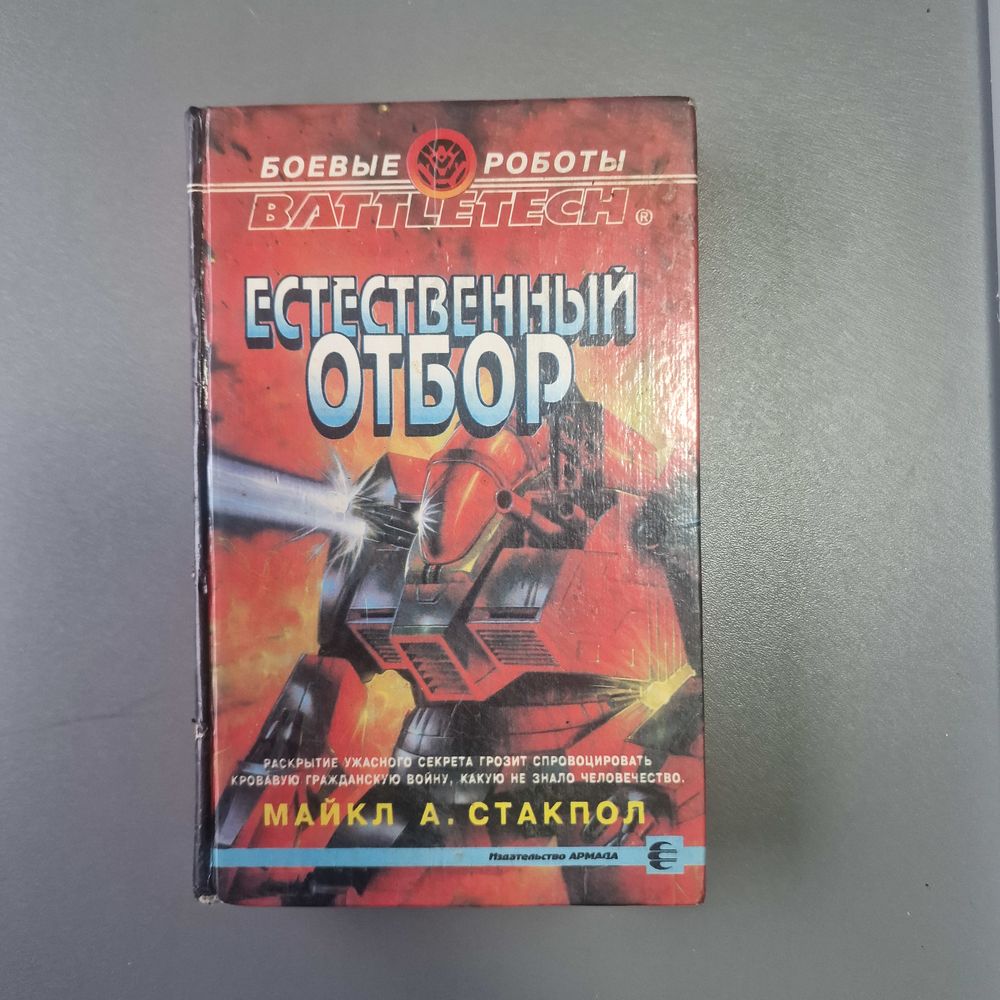 БОЕВЫЕ РОБОТЫ
BATTLETECH®
ЕСТЕСТВЕННЫЙ
ОТБОР
РАСКРЫТИЕ УЖАСНОГО СЕКРЕТА ГРОЗИТ СПРОВОЦИРОВАТЬ
КРОВАВУЮ ГРАЖДАНСКУЮ ВОЙНУ, КАКУЮ НЕ ЗНАЛО ЧЕЛОВЕЧЕСТВО.
МАЙКЛ А. СТАКПОЛ
Издательство АРМАДА